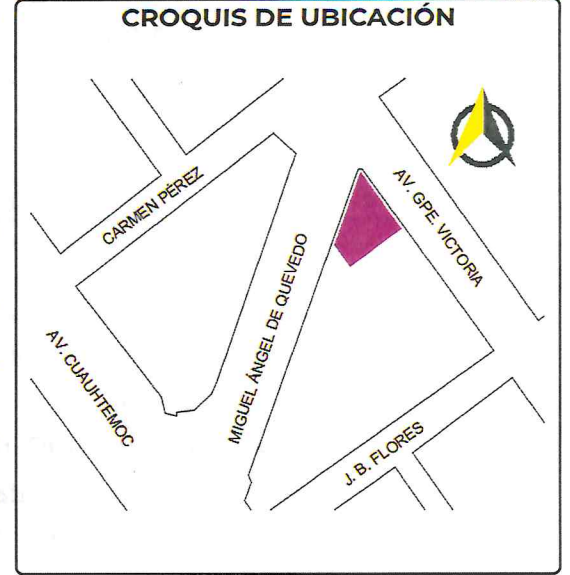 CROQUIS DE UBICACIÓN
CARMEN PÉREZ
AV. GPE. VICTORIA
MIGUEL ÁNGEL DE QUEVEDO
AV. CUAUHTEMOC
J. B. FLORES